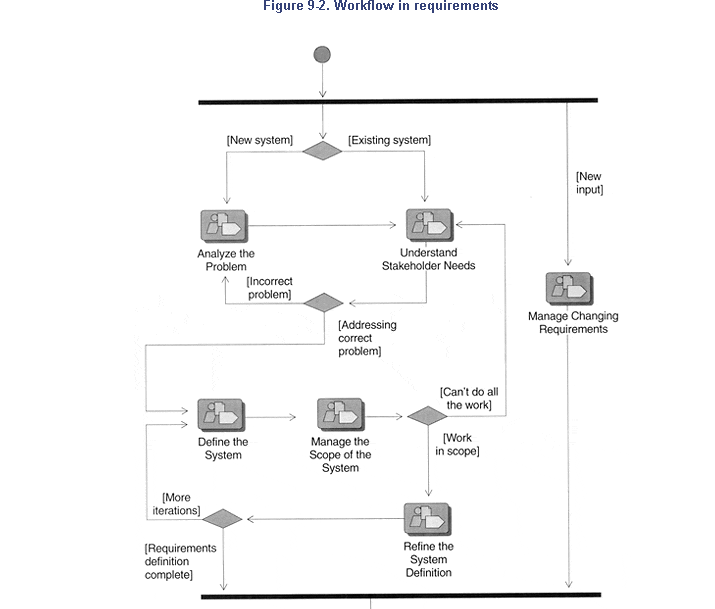 Figure 9-2. Workflow in requirements
[New system]
[Existing system]
[New
input]
Analyze the
Problem
Understand
Stakeholder Needs
[Incorrect
problem]
Manage Changing
Requirements
[Addressing
correct
problem]
[Can't do all
the work]
Define the
System
Manage the
Scope of the
System
[Work
in scope]
[More
iterations]
[Requirements
definition
complete]
Refine the
System
Definition